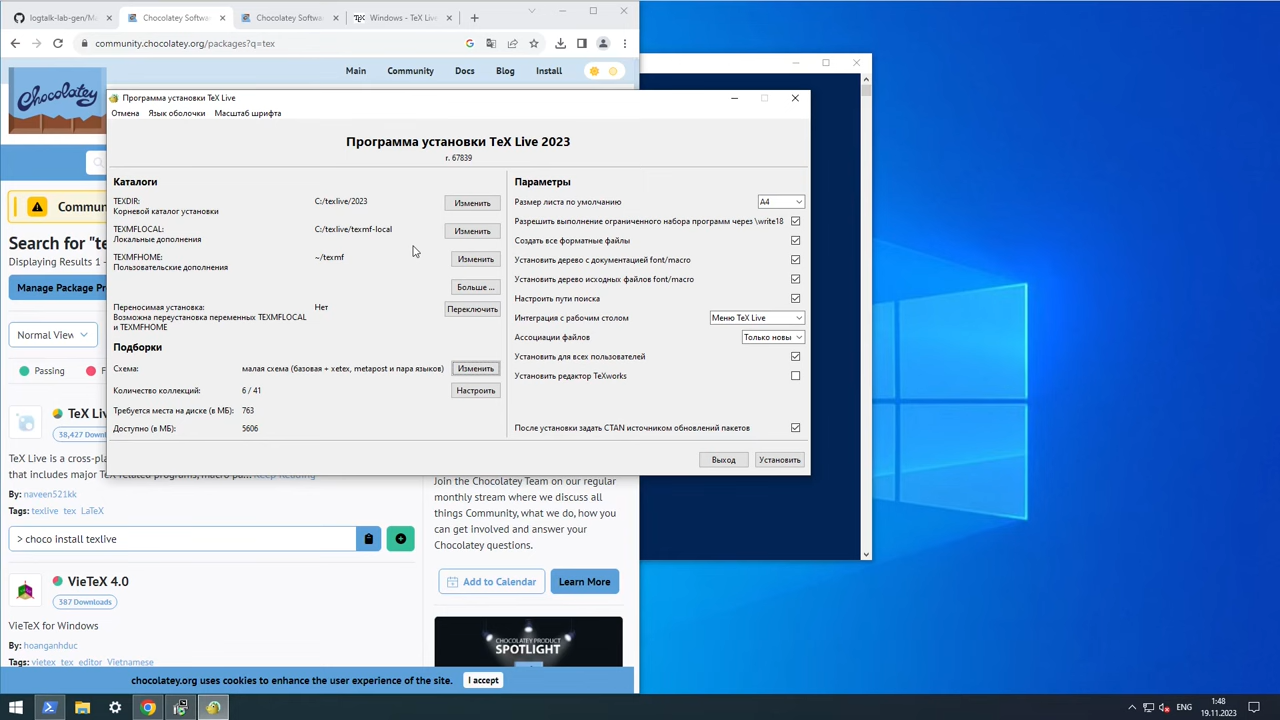 logtalk-lab-gen/M
Chocolatey Softwa
Chocolatey Softwa
Windows - TeX Live
community.chocolatey.org/packages?q=tex
Chocolatey
Main
Community
Docs
Blog
Install
Программа установки TeX Live
Отмена
Язык оболочки
Масштаб шрифта
Программа установки TeX Live 2023
r. 67839
Каталоги
TEXDIR:
C:/texlive/2023
Изменить
Корневой каталог установки
TEXMFLOCAL:
C:/texlive/texmf-local
Изменить
Локальные дополнения
TEXMFHOME:
~/texmf
Изменить
Пользовательские дополнения
Больше ...
Переносимая установка:
Нет
Переключить
Возможна переустановка переменных TEXMFLOCAL
и TEXMFHOME
Подборки
Схема:
малая схема (базовая + xetex, metapost и пара языков)
Изменить
Количество коллекций:
6 / 41
Настроить
Требуется места на диске (в МБ):
763
Доступно (в МБ):
5606
Параметры
Размер листа по умолчанию
A4
Разрешить выполнение ограниченного набора программ через \write18
Создать все форматные файлы
Установить дерево с документацией font/macro
Установить дерево исходных файлов font/macro
Настроить пути поиска
Интеграция с рабочим столом
Меню TeX Live
Ассоциации файлов
Только новы
Установить для всех пользователей
Установить редактор TeXworks
После установки задать CTAN источником обновлений пакетов
Выход
Установить
Commun
Search for "te
Displaying Results 1 -
Manage Package Pr
Normal View
Passing
TeX Liv
38,427 Downl
TeX Live is a cross-pla
that includes major TeX-related programs, macro pa...
Keep Reading
By: naveen521kk
Tags: texlive tex LaTeX
> choco install texlive
VieTeX 4.0
387 Downloads
VieTeX for Windows
By: hoanganhduc
Tags: vietex tex editor Vietnamese
Join the Chocolatey Team on our regular
monthly stream where we discuss all
things Community, what we do, how you
can get involved and answer your
Chocolatey questions.
Add to Calendar
Learn More
CHOCOLATEY PRODUCT
SPOTLIGHT
chocolatey.org uses cookies to enhance the user experience of the site.
I accept
ENG
1:48
19.11.2023